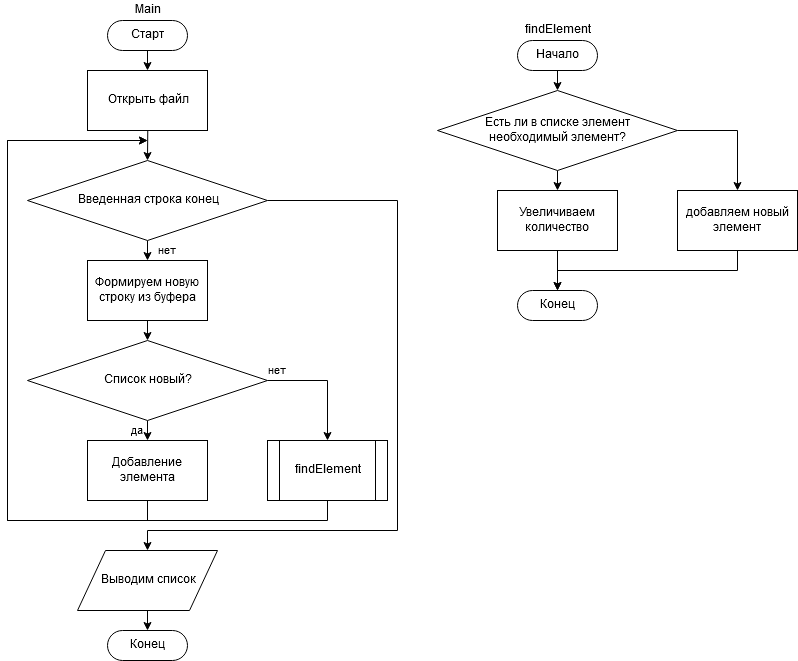 Main
Старт
Открыть файл
Введенная строка конец
нет
Формируем новую
строку из буфера
Список новый?
нет
да
Добавление
элемента
findElement
Выводим список
Конец
findElement
Начало
Есть ли в списке элемент
необходимый элемент?
Увеличиваем
количество
добавляем новый
элемент
Конец